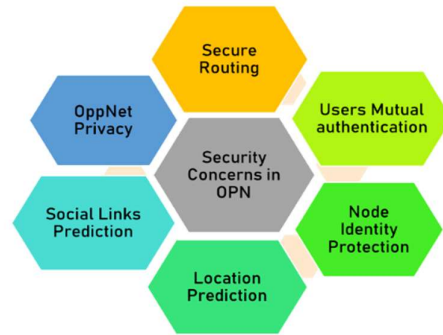 Secure
Routing
OppNet
Privacy
Users Mutual
authentication
Security
Concerns in
OPN
Social Links
Prediction
Node
Identity
Protection
Location
Prediction